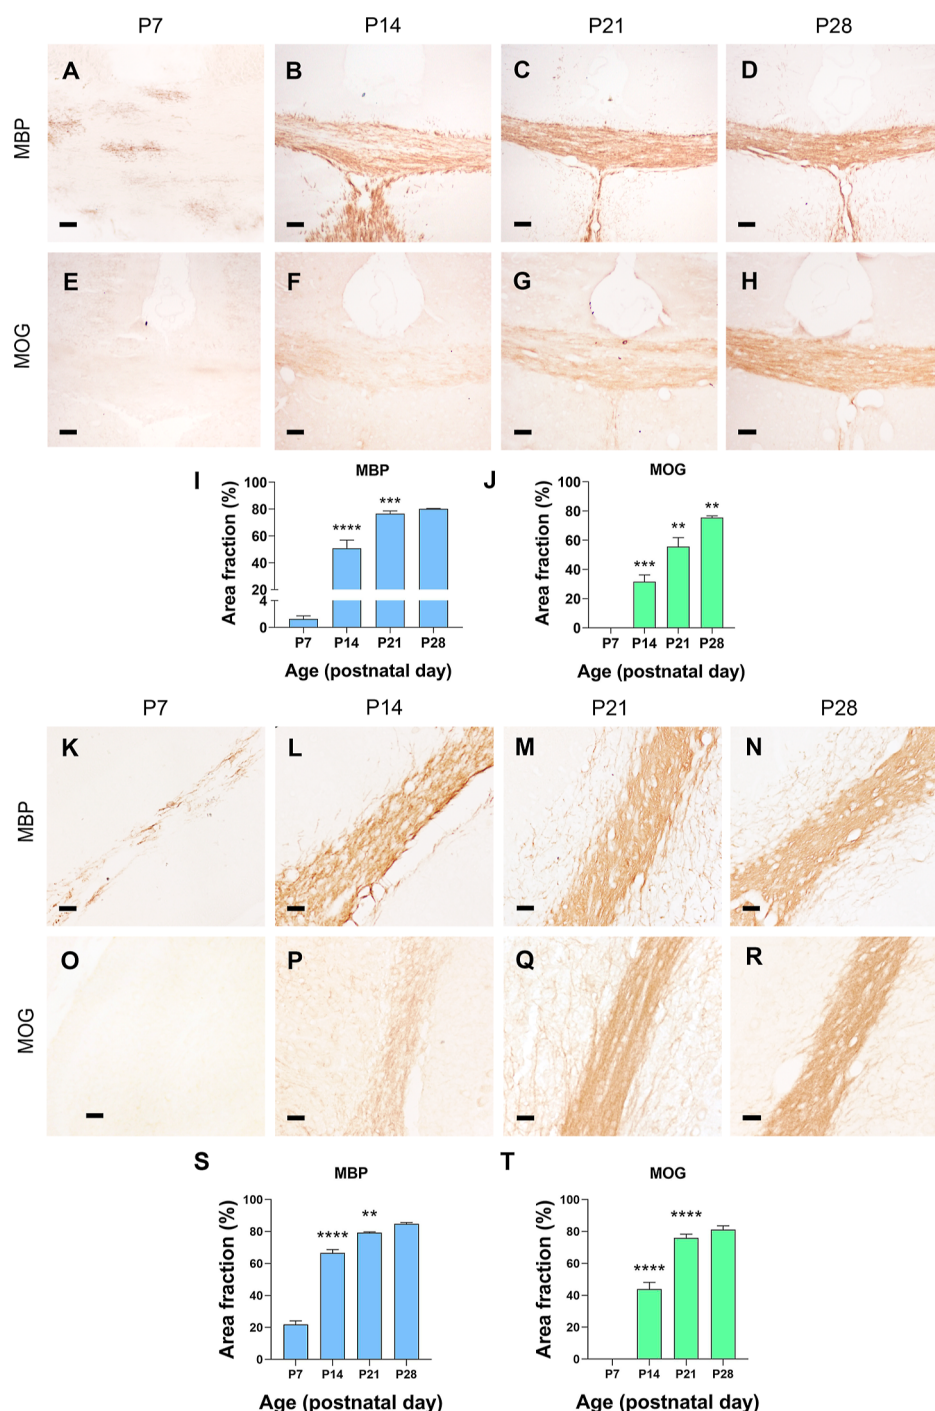 P7 P14 P21 P28
MBP
A B C D
MOG
E F G H
I
MBP
Area fraction (%)
100
80
60
40
20
4
0
****
***
P7 P14 P21 P28
Age (postnatal day)
J
MOG
Area fraction (%)
100
80
60
40
20
0
***
**
**
P7 P14 P21 P28
Age (postnatal day)
P7 P14 P21 P28
MBP
K L M N
MOG
O P Q R
S
MBP
Area fraction (%)
100
80
60
40
20
0
****
**
P7 P14 P21 P28
Age (postnatal day)
T
MOG
Area fraction (%)
100
80
60
40
20
0
****
****
P7 P14 P21 P28
Age (postnatal day)